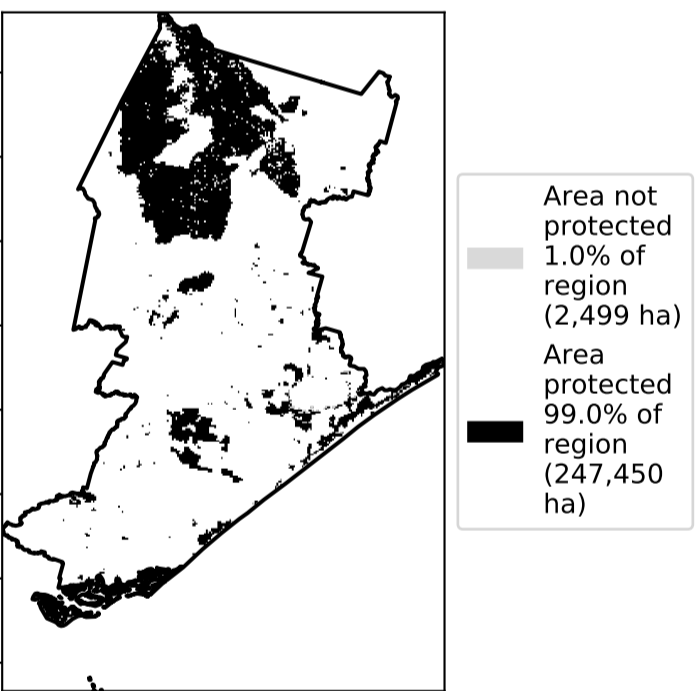 Area not
protected
1.0% of
region
(2,499 ha)
Area
protected
99.0% of
region
(247,450
ha)